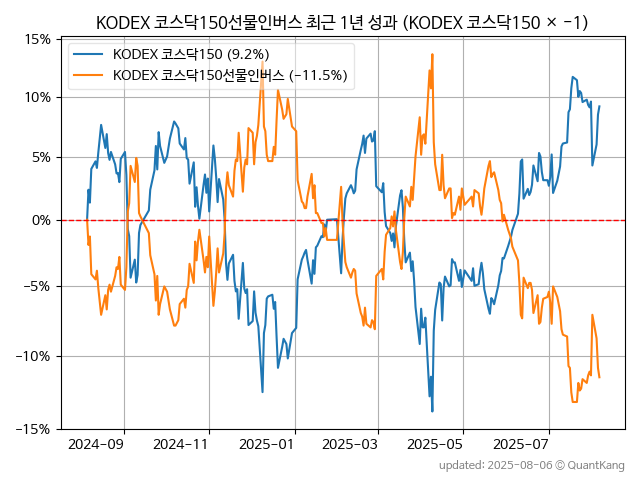 KODEX 코스닥150선물인버스 최근 1년 성과 (KODEX 코스닥150 × −1)
15%
KODEX 코스닥150 (9.2%)
KODEX 코스닥150선물인버스 (−11.5%)
10%
5%
0%
−5%
−10%
−15%
2024-09 2024-11 2025-01 2025-03 2025-05 2025-07
updated: 2025-08-06 © QuantKang